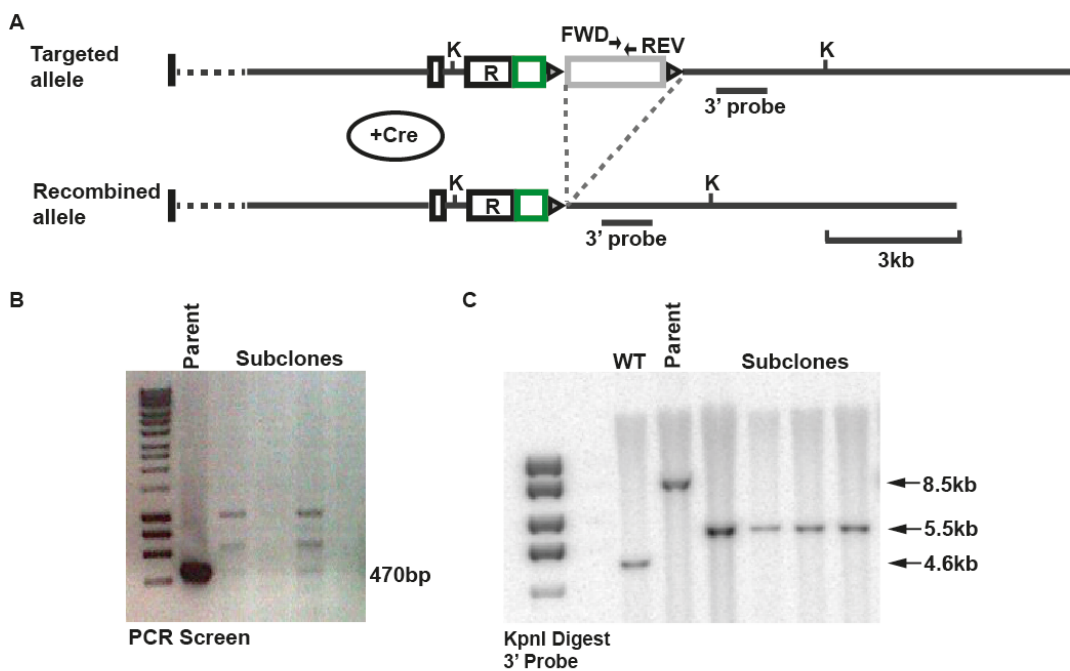 A
Targeted
allele
K
R
FWD
REV
K
3' probe
+Cre
Recombined
allele
K
R
K
3' probe
3kb
B
Parent
Subclones
470bp
PCR Screen
C
WT
Parent
Subclones
8.5kb
5.5kb
4.6kb
KpnI Digest
3' Probe